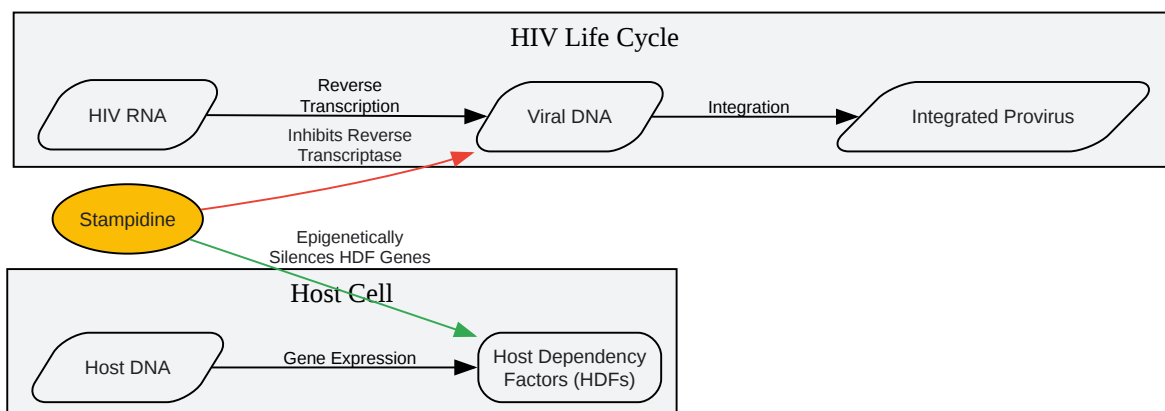 HIV Life Cycle
HIV RNA
Reverse
Transcription
Viral DNA
Integration
Integrated Provirus
Inhibits Reverse
Transcriptase
Stampidine
Epigenetically
Silences HDF Genes
Host Cell
Host DNA
Gene Expression
Host Dependency
Factors (HDFs)